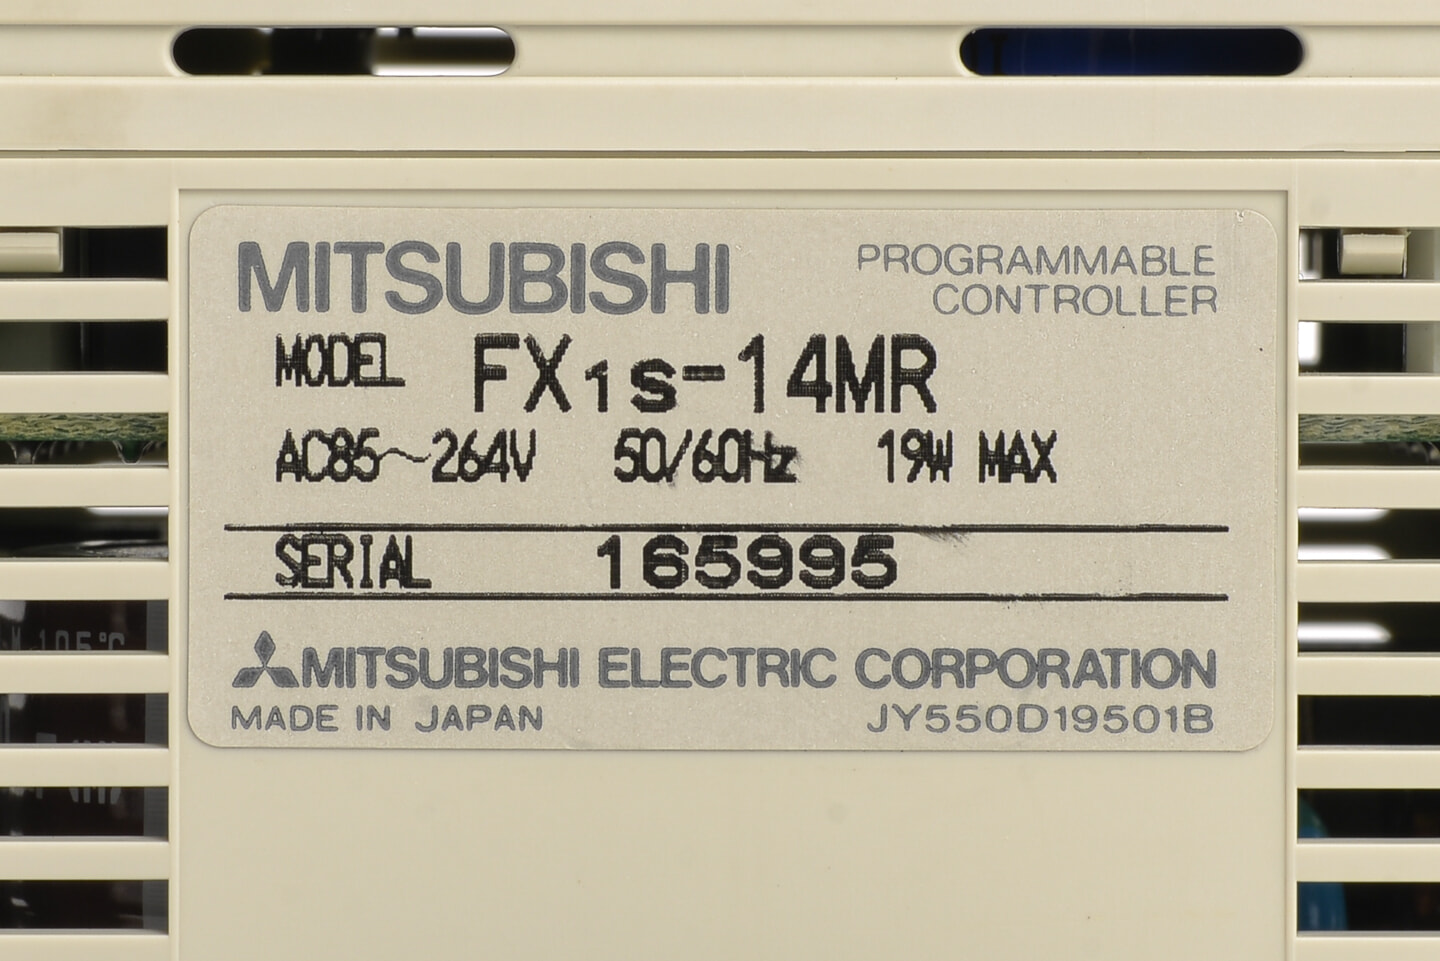 MITSUBISHI
PROGRAMMABLE
CONTROLLER
MODEL FX1s-14MR
AC85~264V 50/60Hz 19W MAX
SERIAL 165995
MITSUBISHI ELECTRIC CORPORATION
MADE IN JAPAN JY550D19501B
105°C